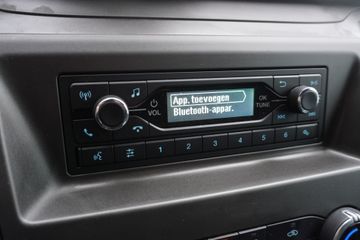 App. toevoegen
Bluetooth-appar.
VOL
OK
TUNE
1 2 3 4 5 6